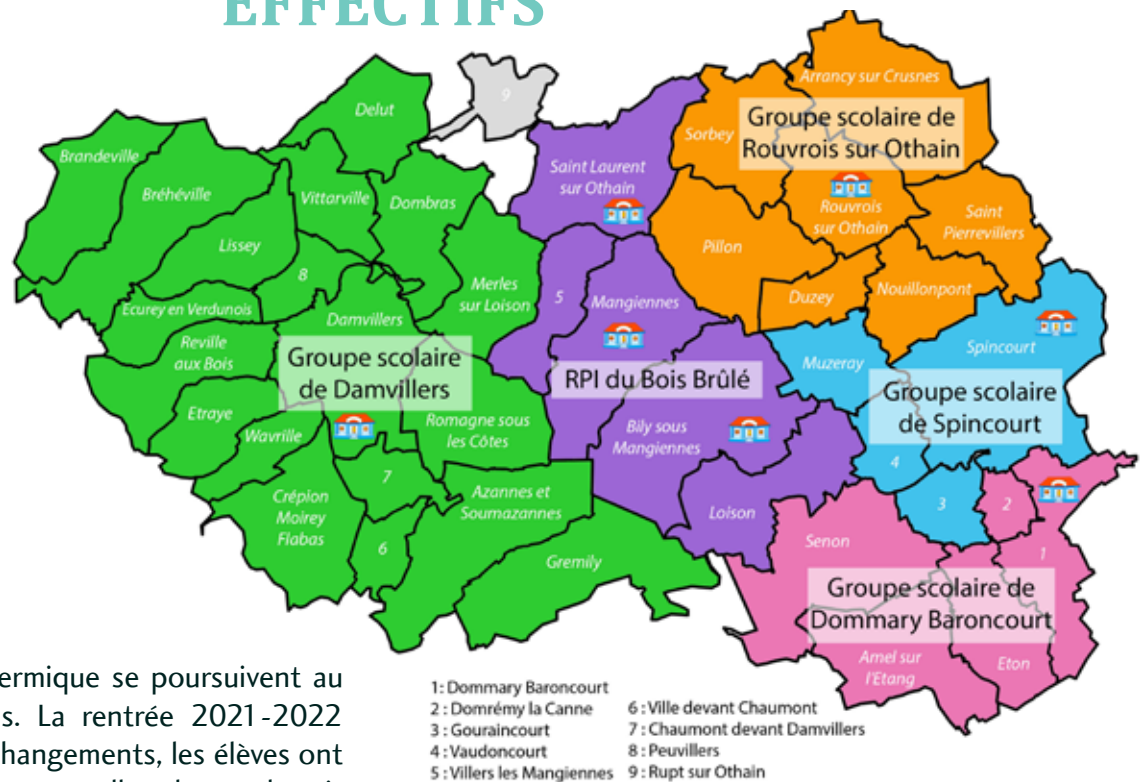 EFFECTIFS
Arrancy sur Crusnes
Delut
9
Groupe scolaire de
Rouvrois sur Othain
Sorbey
Brandeville
Bréhéville
Vittarville
Dombras
Saint Laurent
sur Othain
Rouvrois
sur Othain
Saint
Pierrevillers
Lissey
Pillon
8
Merles
sur Loison
5
Mangiennes
Duzey
Nouillonpont
Ecurey en Verdunois
Damvillers
Reville
aux Bois
Spincourt
Muzeray
Groupe scolaire
de Damvillers
RPI du Bois Brûlé
Groupe scolaire
de Spincourt
Etraye
Wavrille
Romagne sous
les Côtes
Bily sous
Mangiennes
4
7
Crépion
Moirey
Flabas
Azannes et
Soumazannes
Loison
3
2
6
Gremily
Senon
1
Groupe scolaire de
Dommary Baroncourt
Amel sur
l'Etang
Eton
ermique se poursuivent au
s. La rentrée 2021-2022
hangements, les élèves ont
1 : Dommary Baroncourt
2 : Domrémy la Canne
3 : Gouraincourt
4 : Vaudoncourt
5 : Villers les Mangiennes
6 : Ville devant Chaumont
7 : Chaumont devant Damvillers
8 : Peuvillers
9 : Rupt sur Othain